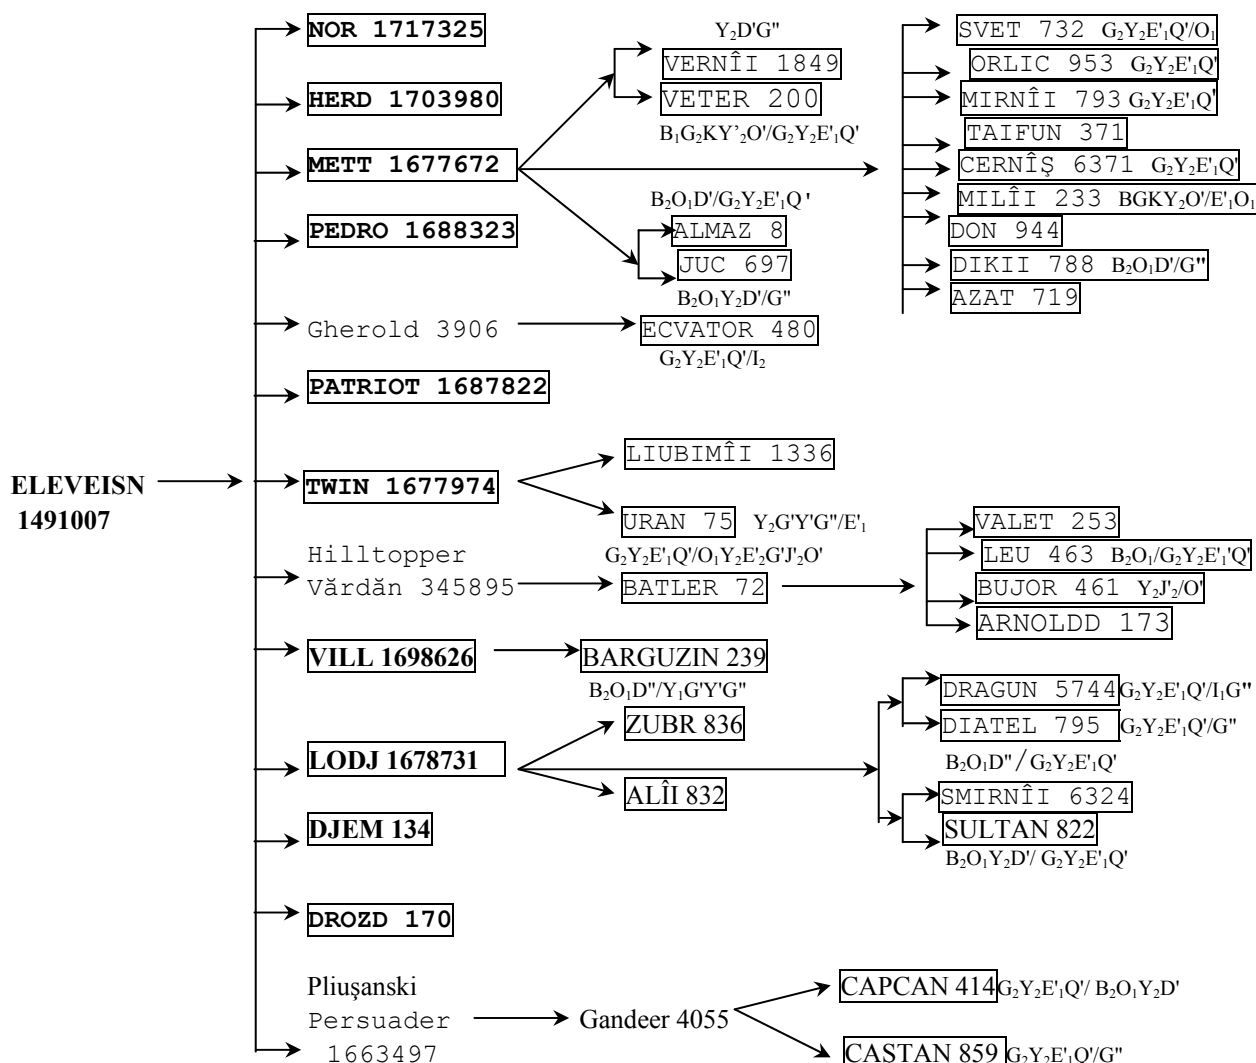 ELEVEISN
1491007
NOR 1717325
HERD 1703980
METT 1677672
PEDRO 1688323
Gherold 3906
PATRIOT 1687822
TWIN 1677974
Hilltopper
Vărdăn 345895
VILL 1698626
LODJ 1678731
DJEM 134
DROZD 170
Pliuşanski
Persuader
1663497
Y₂D'G"
VERNÎI 1849
VETER 200
B₁G₂KY’₂O'/G₂Y₂E'₁Q'
B₂O₁D'/G₂Y₂E'₁Q'
ALMAZ 8
JUC 697
B₂O₁Y₂D'/G"
ECVATOR 480
G₂Y₂E'₁Q'/I₂
LIUBIMÎI 1336
URAN 75 Y₂G'Y'G"/E'₁
G₂Y₂E'₁Q'/O₁Y₂E'₂G'J'₂O'
BATLER 72
BARGUZIN 239
B₂O₁D"/Y₁G'Y'G"
ZUBR 836
ALÎI 832
Gandeer 4055
SVET 732 G₂Y₂E'₁Q'/O₁
ORLIC 953 G₂Y₂E'₁Q'
MIRNÎI 793 G₂Y₂E'₁Q'
TAIFUN 371
CERNÎŞ 6371 G₂Y₂E'₁Q'
MILÎI 233 BGKY₂O'/E'₁O₁
DON 944
DIKII 788 B₂O₁D'/G"
AZAT 719
VALET 253
LEU 463 B₂O₁/G₂Y₂E'₁'Q'
BUJOR 461 Y₂J'₂/O'
ARNOLDD 173
DRAGUN 5744 G₂Y₂E'₁Q'/I₁G"
DIATEL 795 G₂Y₂E'₁Q'/G"
B₂O₁D"/G₂Y₂E'₁Q'
SMIRNÎI 6324
SULTAN 822
B₂O₁Y₂D'/ G₂Y₂E'₁Q'
CAPCAN 414 G₂Y₂E'₁Q'/ B₂O₁Y₂D'
CASTAN 859 G₂Y₂E'₁Q'/G"